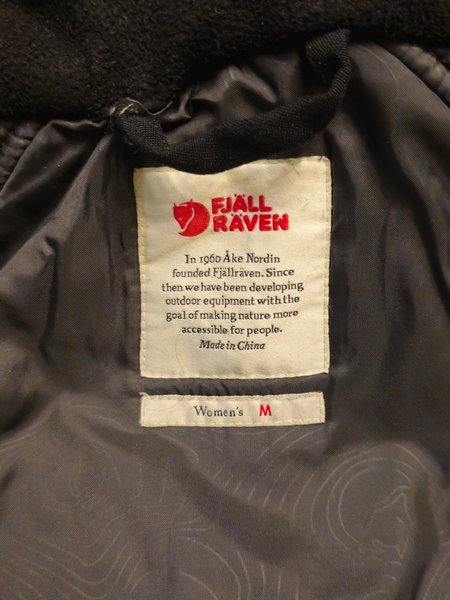 FJÄLL
RÄVEN
In 1960 Åke Nordin
founded Fjällräven. Since
then we have been developing
outdoor equipment with the
goal of making nature more
accessible for people.
Made in China
Women's M